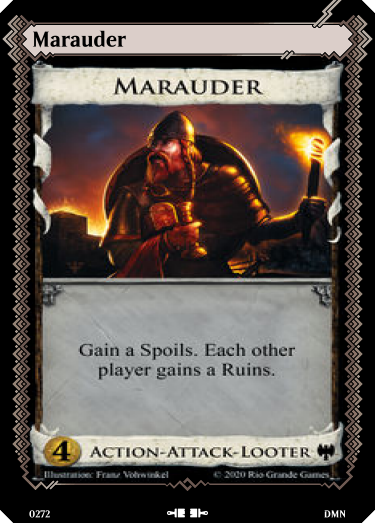 Marauder
MARAUDER
Gain a Spoils. Each other
player gains a Ruins.
4 ACTION-ATTACK-LOOTER
Illustration: Franz Vohwinkel © 2020 Rio Grande Games
0272 DMN